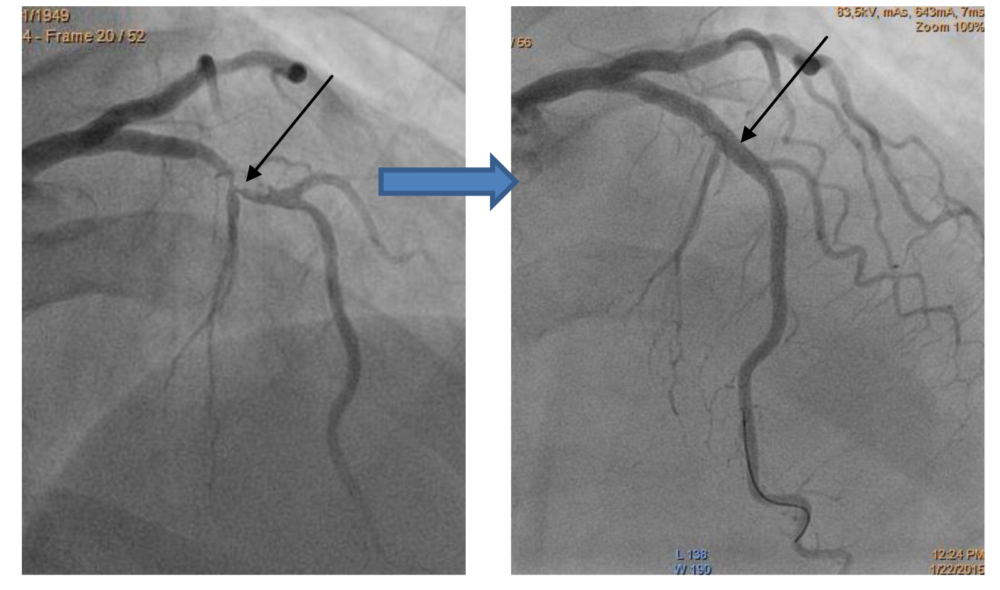 1/1949
4 - Frame 20 / 52
/ 56
63,5kV, mAs, 643mA, 7ms
Zoom 100%
L 138
W 190
12:24 PM
1/22/2015